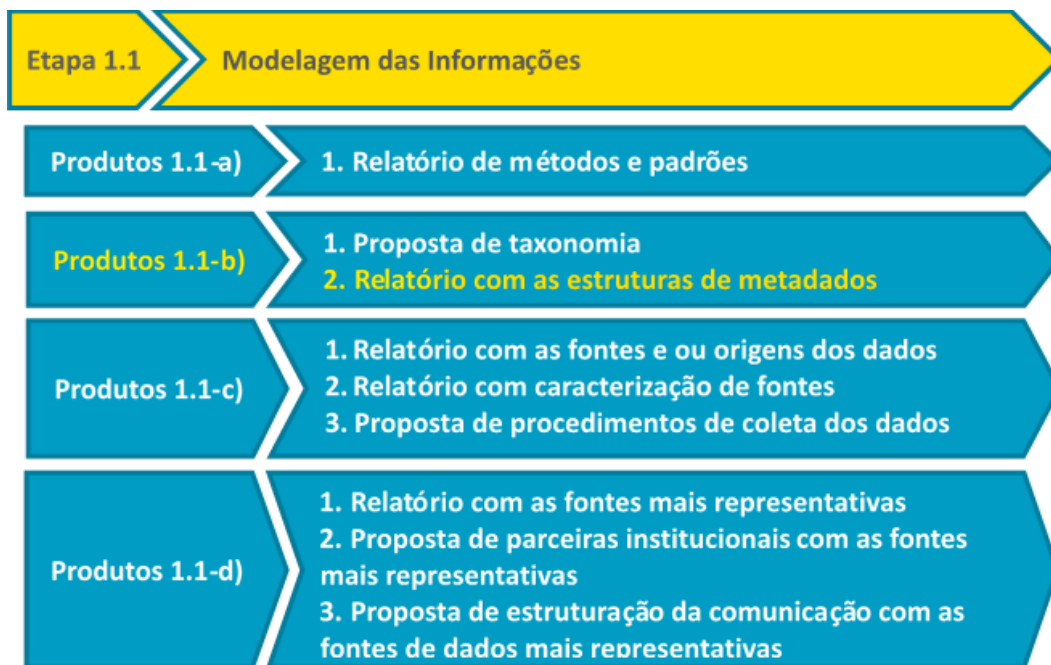 Etapa 1.1
Modelagem das Informações
Produtos 1.1-a)
1. Relatório de métodos e padrões
Produtos 1.1-b)
1. Proposta de taxonomia
2. Relatório com as estruturas de metadados
Produtos 1.1-c)
1. Relatório com as fontes e ou origens dos dados
2. Relatório com caracterização de fontes
3. Proposta de procedimentos de coleta dos dados
Produtos 1.1-d)
1. Relatório com as fontes mais representativas
2. Proposta de parceiras institucionais com as fontes
mais representativas
3. Proposta de estruturação da comunicação com as
fontes de dados mais representativas